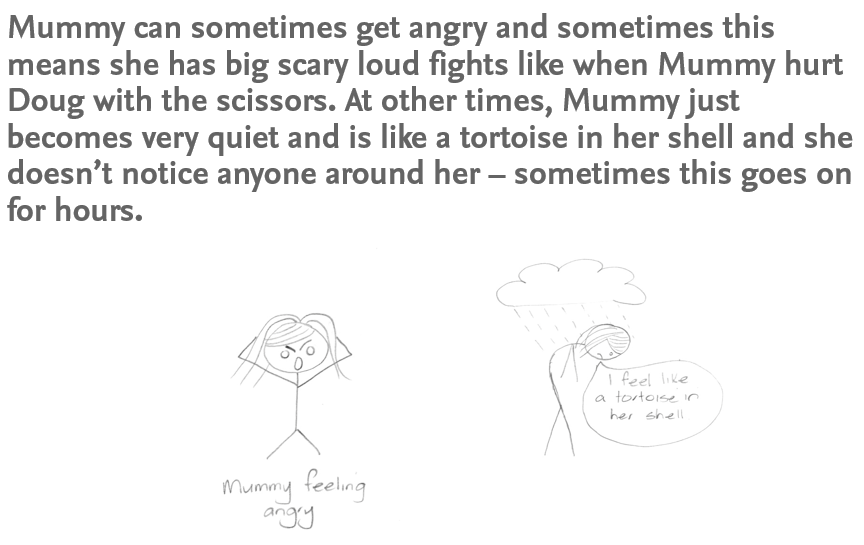 Mummy can sometimes get angry and sometimes this
means she has big scary loud fights like when Mummy hurt
Doug with the scissors. At other times, Mummy just
becomes very quiet and is like a tortoise in her shell and she
doesn’t notice anyone around her – sometimes this goes on
for hours.
I feel like
a tortoise in
her shell
Mummy feeling
angry